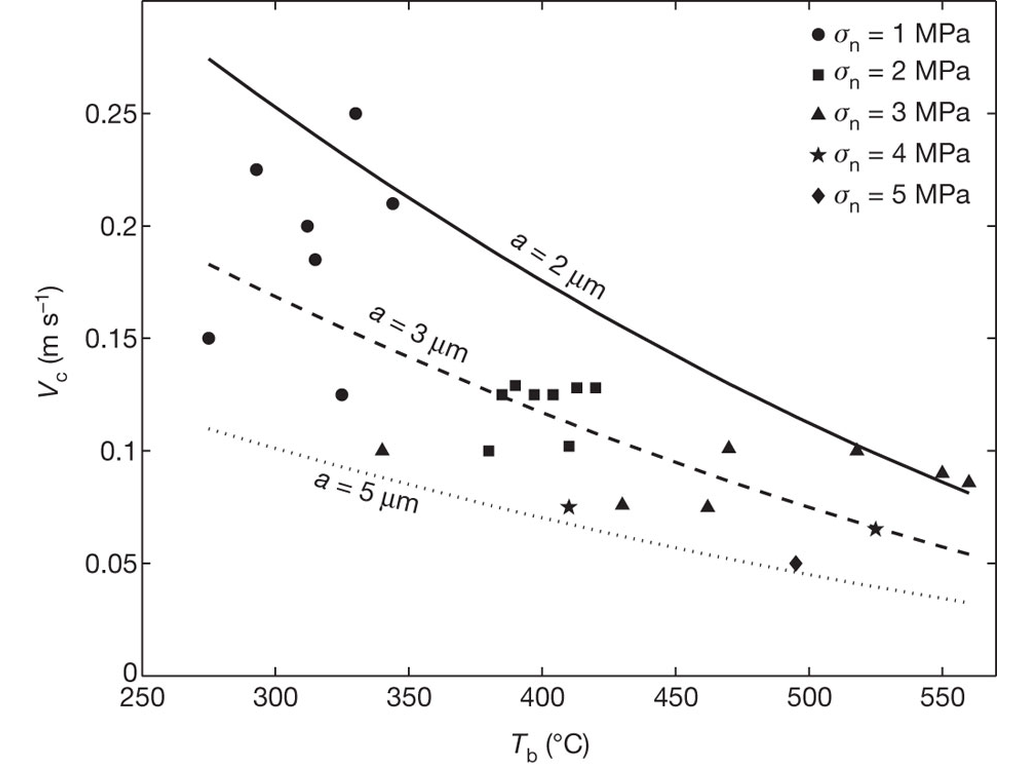 σn = 1 MPa
σn = 2 MPa
σn = 3 MPa
σn = 4 MPa
σn = 5 MPa
0.25
0.2
0.15
0.1
0.05
0
Vc (m s⁻¹)
a = 2 μm
a = 3 μm
a = 5 μm
250 300 350 400 450 500 550
Tb (°C)